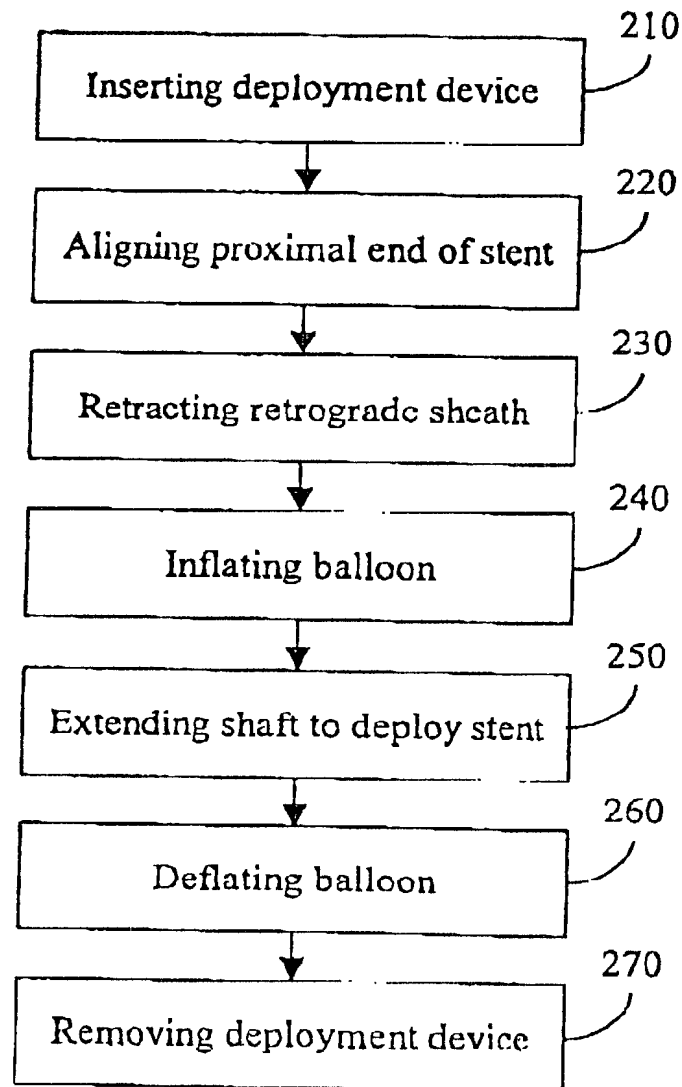 210
Inserting deployment device
220
Aligning proximal end of stent
230
Retracting retrograde sheath
240
Inflating balloon
250
Extending shaft to deploy stent
260
Deflating balloon
270
Removing deployment device